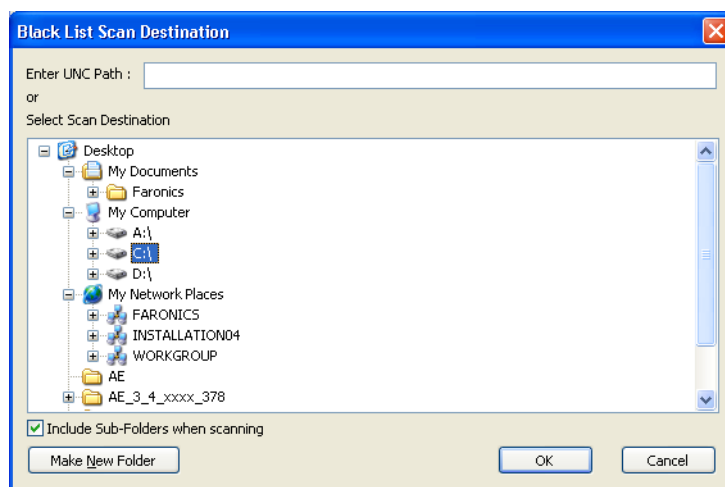 Black List Scan Destination
Enter UNC Path :
or
Select Scan Destination
Desktop
My Documents
Faronics
My Computer
A:\
C:\
D:\
My Network Places
FARONICS
INSTALLATION04
WORKGROUP
AE
AE_3_4_xxxx_378
Include Sub-Folders when scanning
Make New Folder OK Cancel